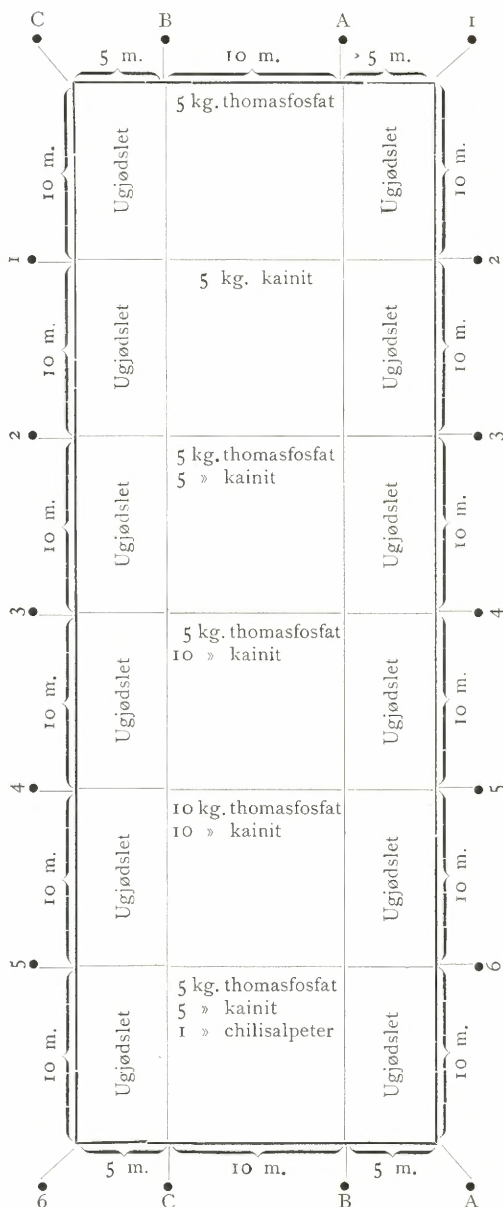 C B A 1
5 m. 10 m. 5 m.
5 kg. thomasfosfat
10 m. Ugjødslet Ugjødslet 10 m.
1 2
5 kg. kainit
10 m. Ugjødslet Ugjødslet 10 m.
2 3
5 kg. thomasfosfat
5 » kainit
10 m. Ugjødslet Ugjødslet 10 m.
3 4
5 kg. thomasfosfat
10 » kainit
10 m. Ugjødslet Ugjødslet 10 m.
4 5
10 kg. thomasfosfat
10 » kainit
10 m. Ugjødslet Ugjødslet 10 m.
5 6
5 kg. thomasfosfat
5 » kainit
1 » chilisalpeter
10 m. Ugjødslet Ugjødslet 10 m.
5 m. 10 m. 5 m.
6 C B A